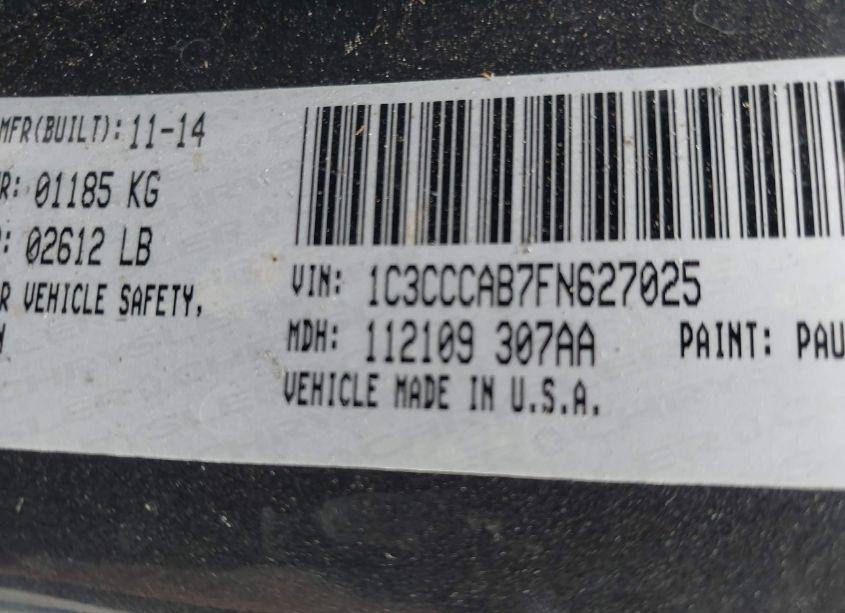 MFR(BUILT): 11-14
R: 01185 KG
: 02612 LB
R VEHICLE SAFETY,
VIN: 1C3CCCAB7FN627025
MDH: 112109 307AA
PAINT: PAU
VEHICLE MADE IN U.S.A.